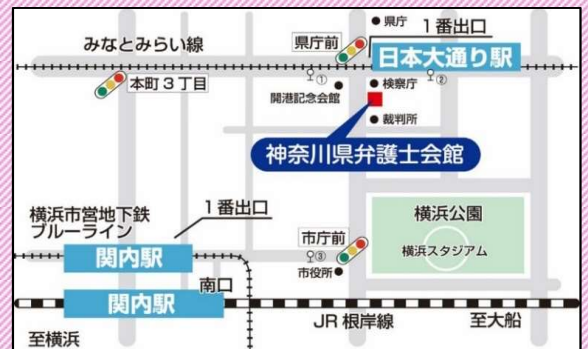 ● 県庁
１番出口
みなとみらい線
県庁前
日本大通り駅
本町３丁目
①
開港記念会館
● 検察庁
②
● 裁判所
神奈川県弁護士会館
横浜市営地下鉄
ブルーライン
１番出口
横浜公園
市庁前
横浜スタジアム
関内駅
③
市役所
南口
関内駅
JR 根岸線
至大船
至横浜